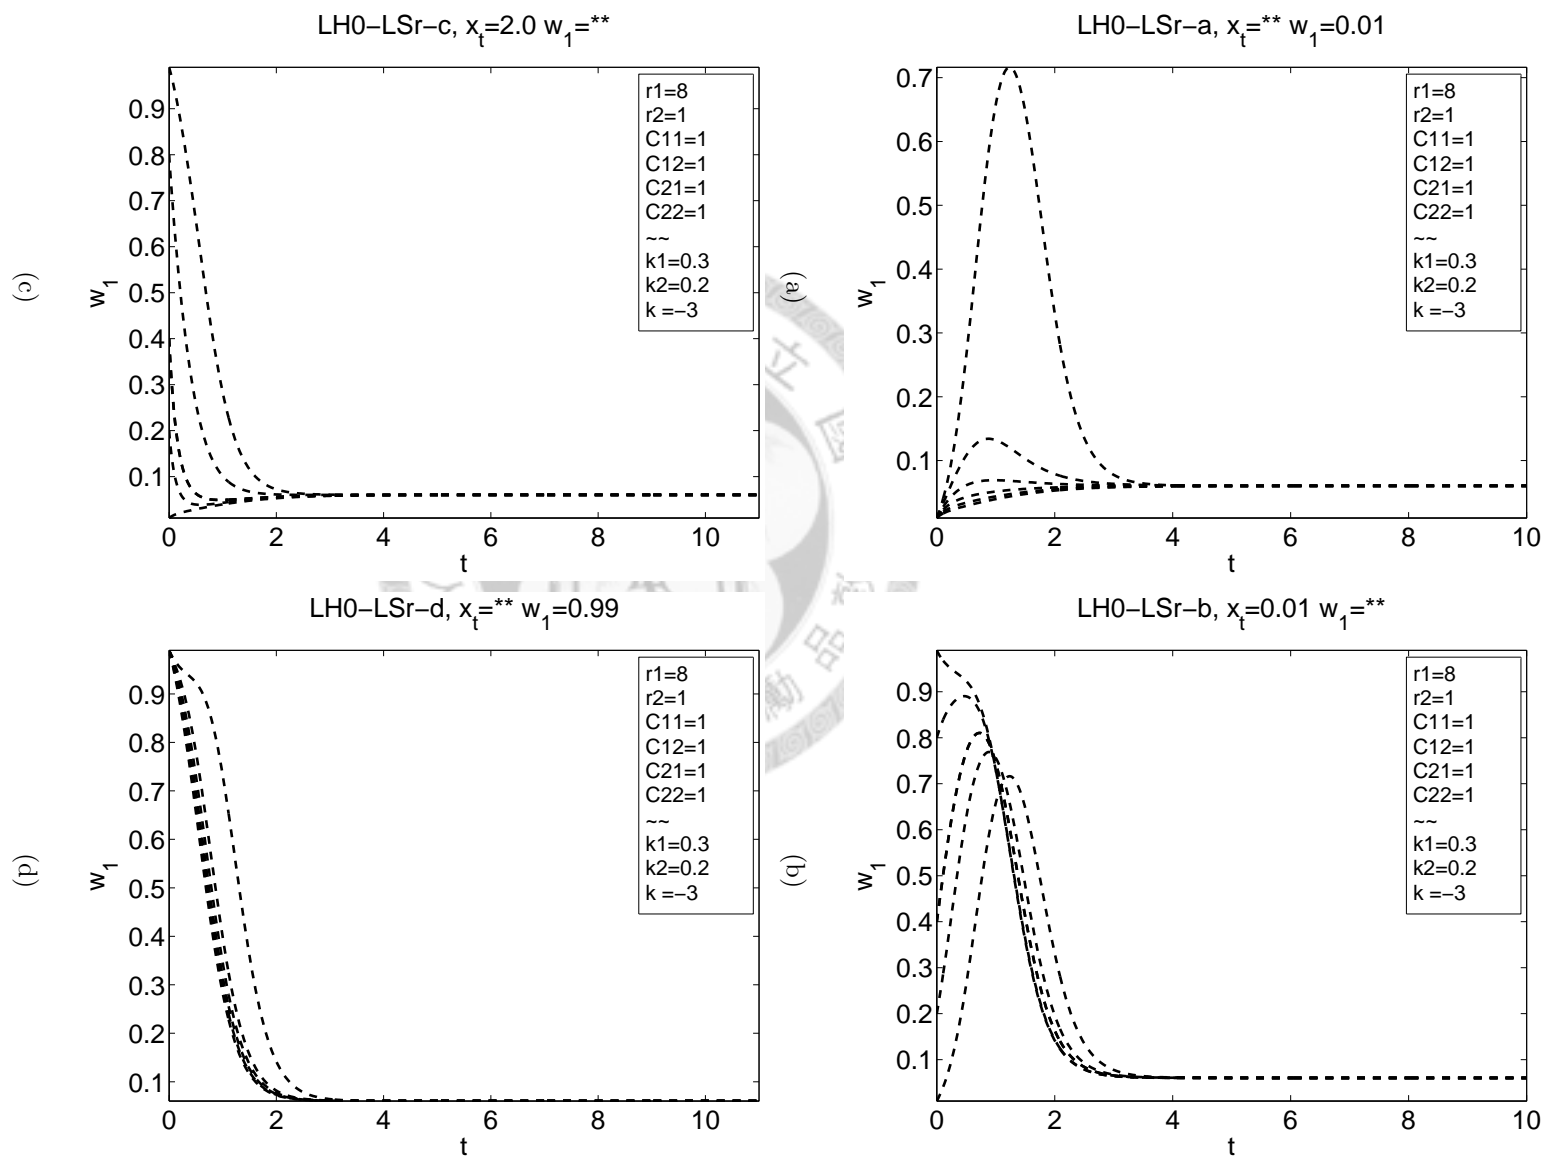 LH0−LSr−c, x_t=2.0 w_1=**
(c)
w_1
0.9
0.8
0.7
0.6
0.5
0.4
0.3
0.2
0.1
r1=8
r2=1
C11=1
C12=1
C21=1
C22=1
~~
k1=0.3
k2=0.2
k =−3
0 2 4 6 8 10
t
LH0−LSr−a, x_t=** w_1=0.01
(a)
w_1
0.7
0.6
0.5
0.4
0.3
0.2
0.1
r1=8
r2=1
C11=1
C12=1
C21=1
C22=1
~~
k1=0.3
k2=0.2
k =−3
0 2 4 6 8 10
t
LH0−LSr−d, x_t=** w_1=0.99
(d)
w_1
0.9
0.8
0.7
0.6
0.5
0.4
0.3
0.2
0.1
r1=8
r2=1
C11=1
C12=1
C21=1
C22=1
~~
k1=0.3
k2=0.2
k =−3
0 2 4 6 8 10
t
LH0−LSr−b, x_t=0.01 w_1=**
(b)
w_1
0.9
0.8
0.7
0.6
0.5
0.4
0.3
0.2
0.1
r1=8
r2=1
C11=1
C12=1
C21=1
C22=1
~~
k1=0.3
k2=0.2
k =−3
0 2 4 6 8 10
t
立
國
品
勵